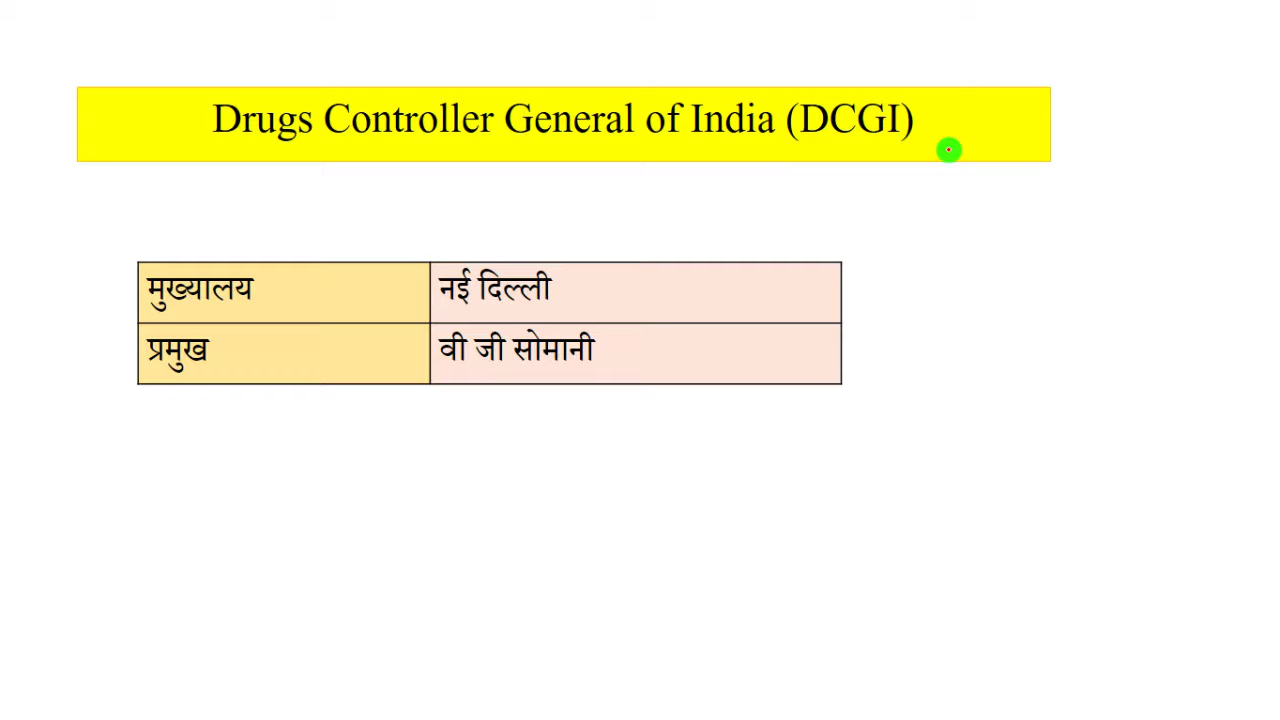 Drugs Controller General of India (DCGI)
मुख्यालय नई दिल्ली
प्रमुख वी जी सोमानी